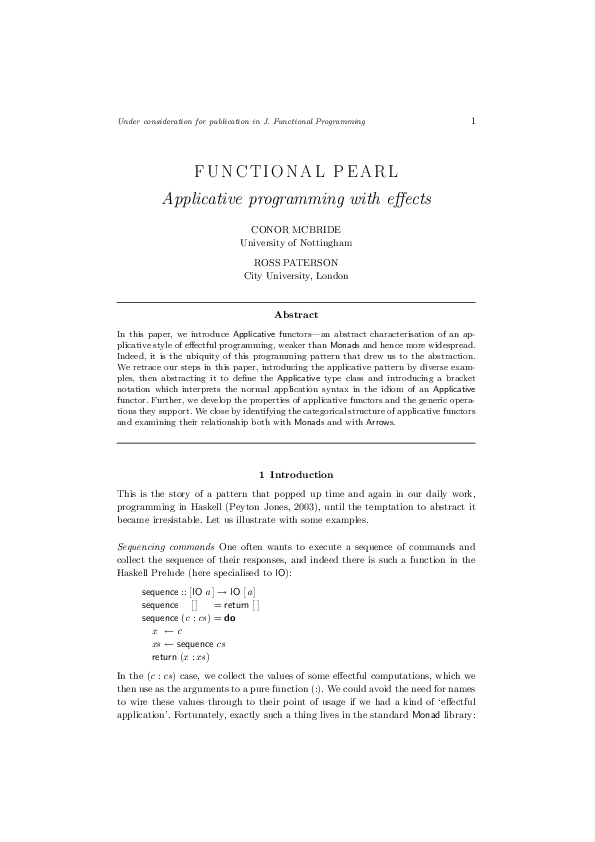 Under consideration for publication in J. Functional Programming 1
FUNCTIONAL PEARL
Applicative programming with effects
CONOR MCBRIDE
University of Nottingham
ROSS PATERSON
City University, London
Abstract
In this paper, we introduce Applicative functors—an abstract characterisation of an ap-
plicative style of effectful programming, weaker than Monads and hence more widespread.
Indeed, it is the ubiquity of this programming pattern that drew us to the abstraction.
We retrace our steps in this paper, introducing the applicative pattern by diverse exam-
ples, then abstracting it to define the Applicative type class and introducing a bracket
notation which interprets the normal application syntax in the idiom of an Applicative
functor. Further, we develop the properties of applicative functors and the generic opera-
tions they support. We close by identifying the categorical structure of applicative functors
and examining their relationship both with Monads and with Arrows.
1 Introduction
This is the story of a pattern that popped up time and again in our daily work,
programming in Haskell (Peyton Jones, 2003), until the temptation to abstract it
became irresistable. Let us illustrate with some examples.
Sequencing commands One often wants to execute a sequence of commands and
collect the sequence of their responses, and indeed there is such a function in the
Haskell Prelude (here specialised to IO):
sequence :: [IO a] → IO [a]
sequence [] = return []
sequence (c : cs) = do
x ← c
xs ← sequence cs
return (x : xs)
In the (c : cs) case, we collect the values of some effectful computations, which we
then use as the arguments to a pure function (:). We could avoid the need for names
to wire these values through to their point of usage if we had a kind of ‘effectful
application’. Fortunately, exactly such a thing lives in the standard Monad library: